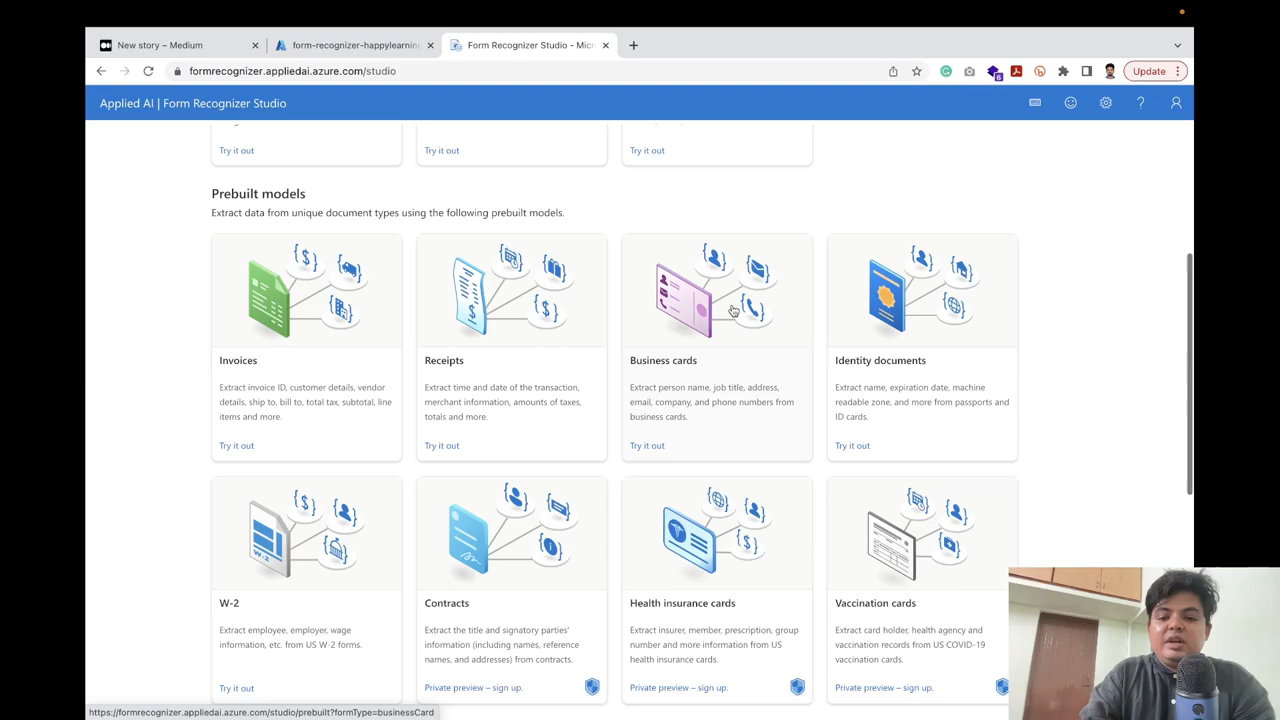 New story – Medium
form-recognizer-happylearning
Form Recognizer Studio - Micr
formrecognizer.appliedai.azure.com/studio
6
Update
Applied AI | Form Recognizer Studio
Try it out
Try it out
Try it out
Prebuilt models
Extract data from unique document types using the following prebuilt models.
Invoices
Extract invoice ID, customer details, vendor
details, ship to, bill to, total tax, subtotal, line
items and more.
Try it out
Receipts
Extract time and date of the transaction,
merchant information, amounts of taxes,
totals and more.
Try it out
Business cards
Extract person name, job title, address,
email, company, and phone numbers from
business cards.
Try it out
Identity documents
Extract name, expiration date, machine
readable zone, and more from passports and
ID cards.
Try it out
W-2
W-2
Extract employee, employer, wage
information, etc. from US W-2 forms.
Try it out
Contracts
Extract the title and signatory parties'
information (including names, reference
names, and addresses) from contracts.
Private preview – sign up.
Health insurance cards
Extract insurer, member, prescription, group
number and more information from US
health insurance cards.
Private preview – sign up.
Vaccination cards
Extract card holder, health agency and
vaccination records from US COVID-19
vaccination cards.
Private preview – sign up.
https://formrecognizer.appliedai.azure.com/studio/prebuilt?formType=businessCard